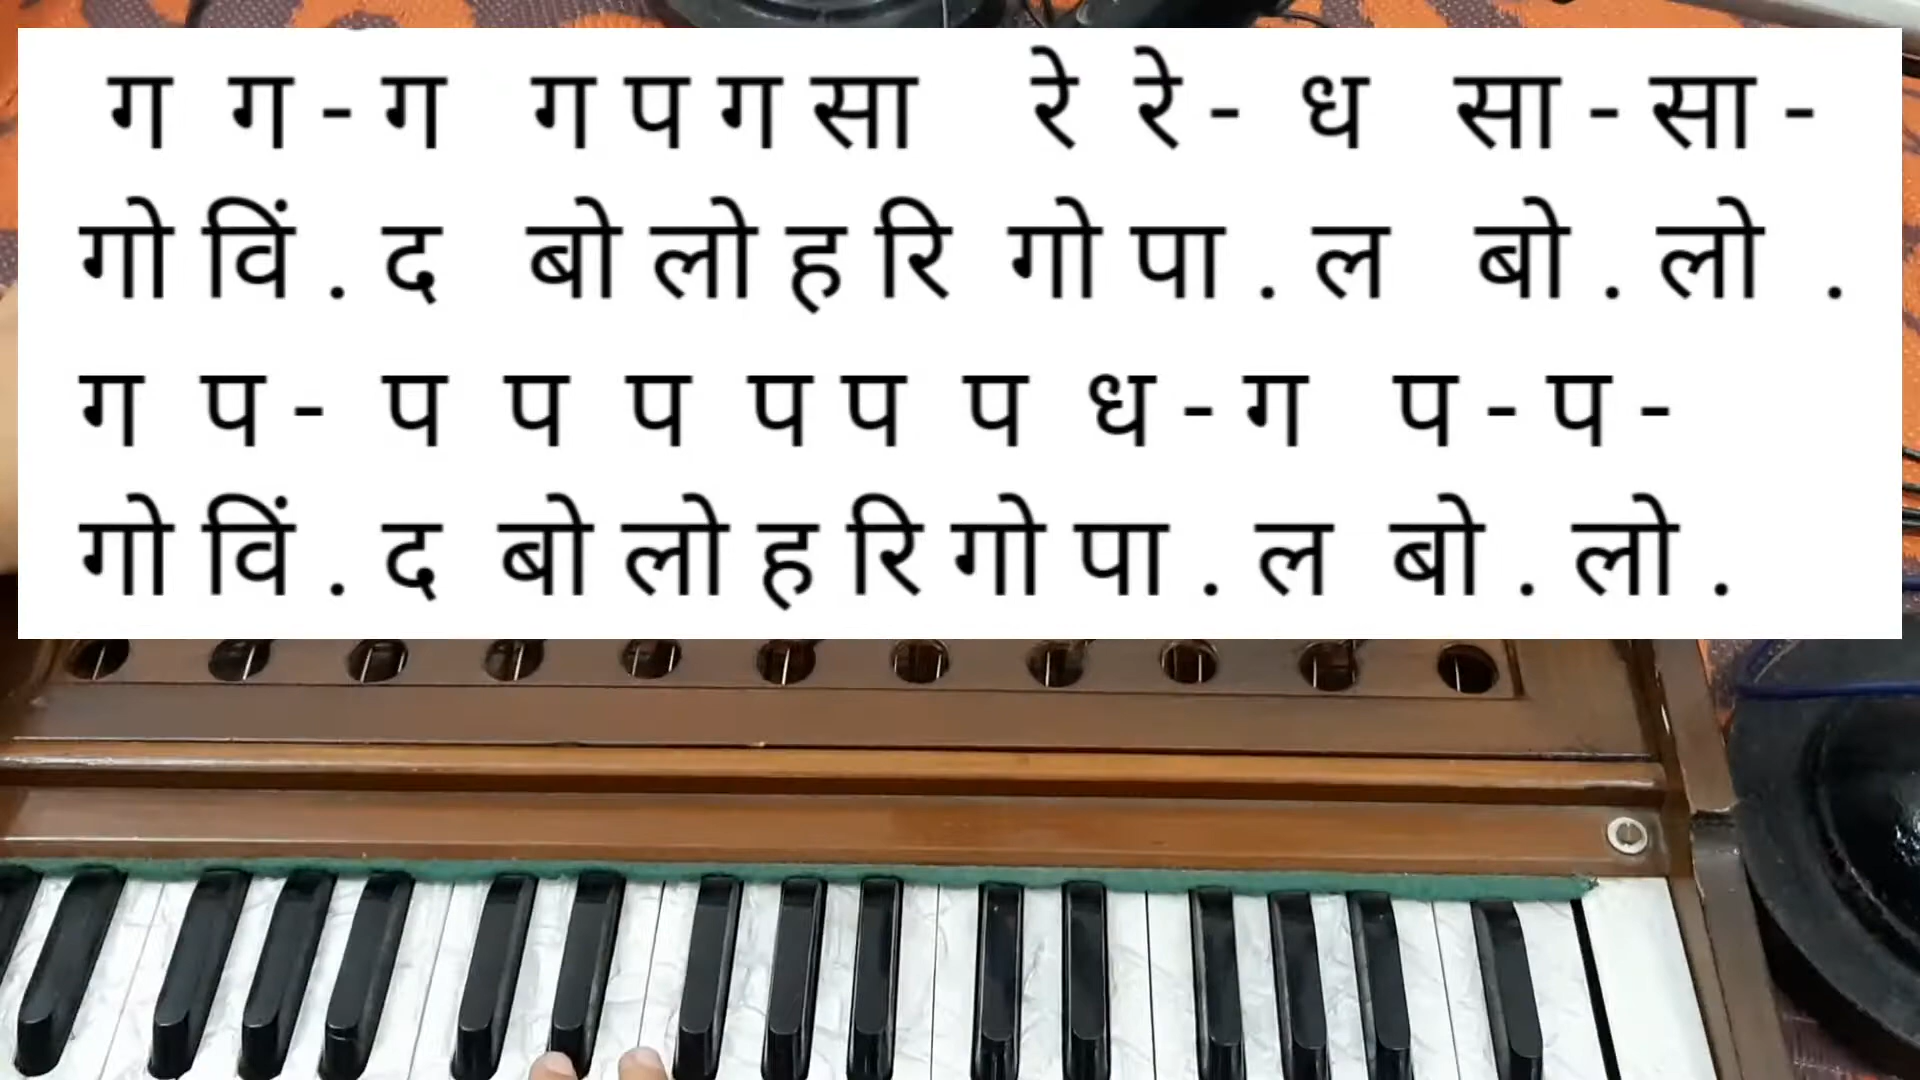 ग ग - ग ग प ग सा रे रे - ध सा - सा -
गो विं . द बो लो ह रि गो पा . ल बो . लो .
ग प - प प प प प प ध - ग प - प -
गो विं . द बो लो ह रि गो पा . ल बो . लो .